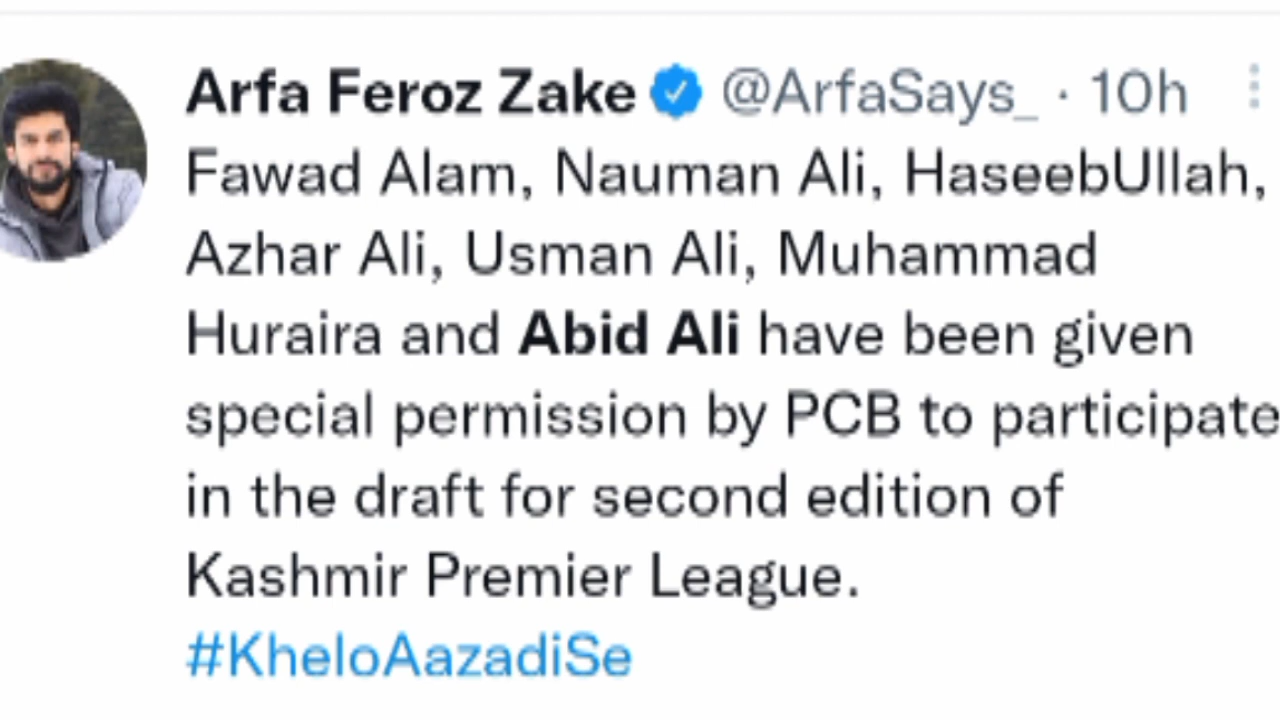 Arfa Feroz Zake @ArfaSays_ · 10h
Fawad Alam, Nauman Ali, HaseebUllah,
Azhar Ali, Usman Ali, Muhammad
Huraira and Abid Ali have been given
special permission by PCB to participate
in the draft for second edition of
Kashmir Premier League.
#KheloAazadiSe